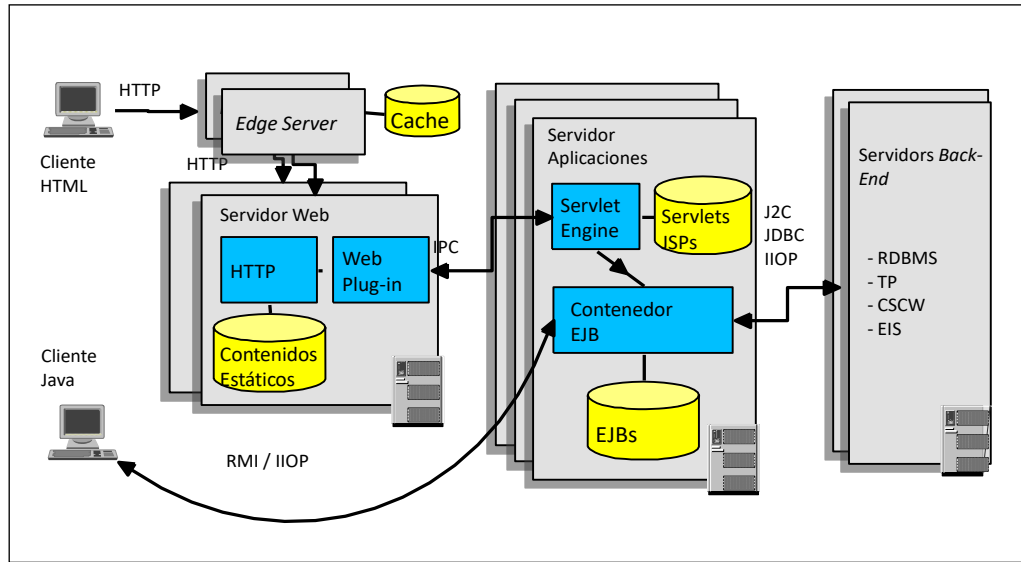 HTTP
Edge Server
Cache
Cliente
HTML
HTTP
Servidor Web
HTTP
Web
Plug-in
IPC
Contenidos
Estáticos
Cliente
Java
RMI / IIOP
Servidor
Aplicaciones
Servlet
Engine
Servlets
JSPs
Contenedor
EJB
EJBs
J2C
JDBC
IIOP
Servidors Back-
End
- RDBMS
- TP
- CSCW
- EIS